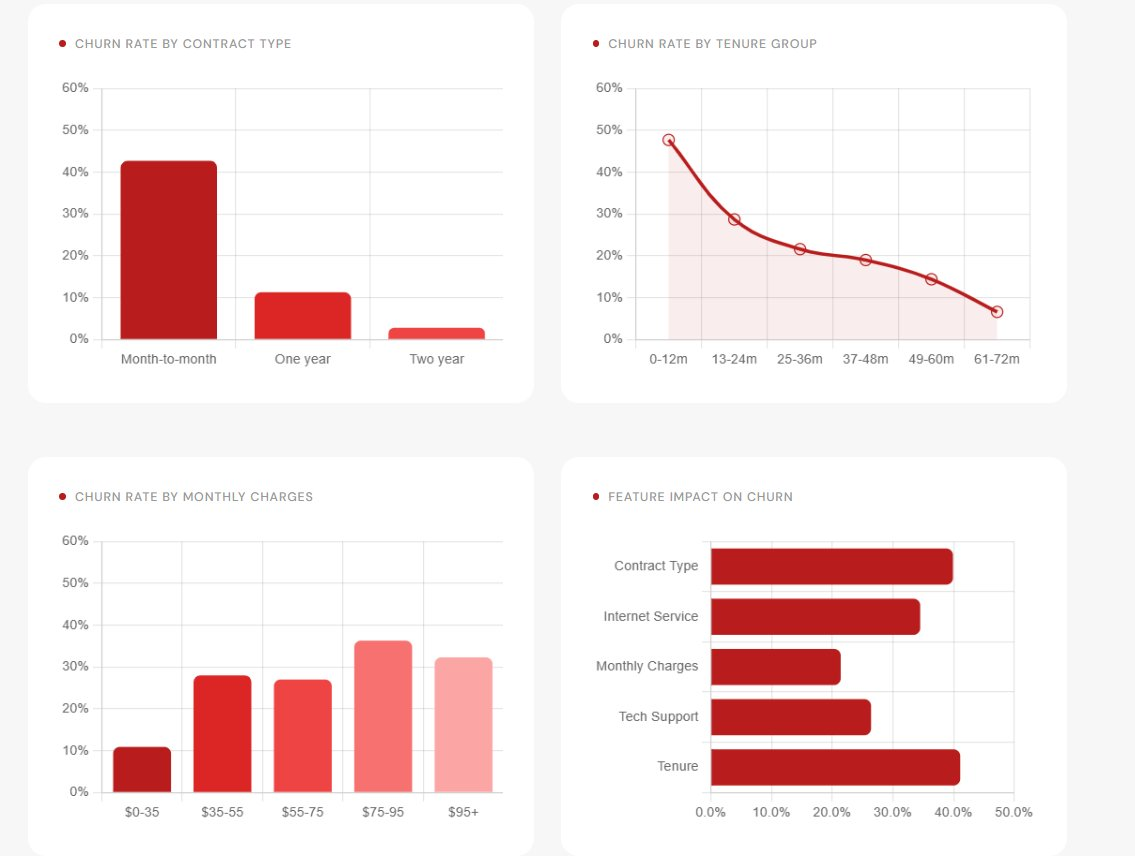 CHURN RATE BY CONTRACT TYPE
60%
50%
40%
30%
20%
10%
0%
Month-to-month One year Two year
CHURN RATE BY TENURE GROUP
60%
50%
40%
30%
20%
10%
0%
0-12m 13-24m 25-36m 37-48m 49-60m 61-72m
CHURN RATE BY MONTHLY CHARGES
60%
50%
40%
30%
20%
10%
0%
$0-35 $35-55 $55-75 $75-95 $95+
FEATURE IMPACT ON CHURN
Contract Type
Internet Service
Monthly Charges
Tech Support
Tenure
0.0% 10.0% 20.0% 30.0% 40.0% 50.0%